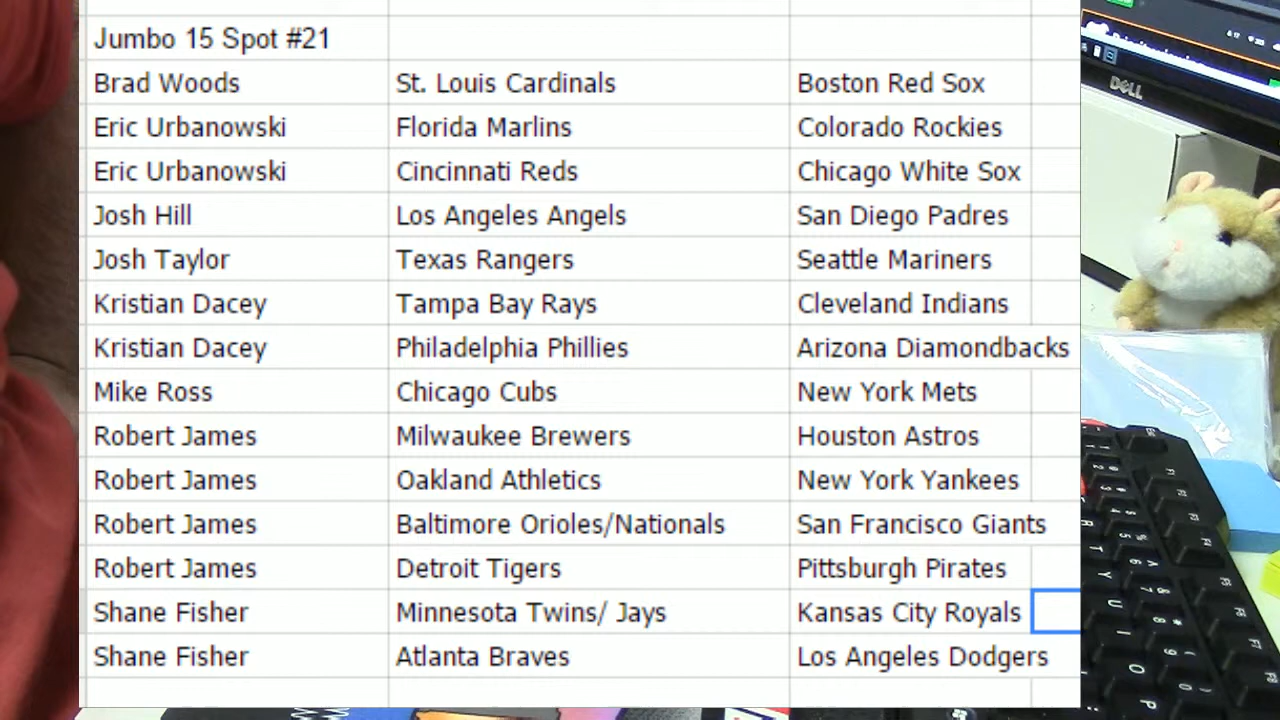 Jumbo 15 Spot #21
Brad Woods St. Louis Cardinals Boston Red Sox
Eric Urbanowski Florida Marlins Colorado Rockies
Eric Urbanowski Cincinnati Reds Chicago White Sox
Josh Hill Los Angeles Angels San Diego Padres
Josh Taylor Texas Rangers Seattle Mariners
Kristian Dacey Tampa Bay Rays Cleveland Indians
Kristian Dacey Philadelphia Phillies Arizona Diamondbacks
Mike Ross Chicago Cubs New York Mets
Robert James Milwaukee Brewers Houston Astros
Robert James Oakland Athletics New York Yankees
Robert James Baltimore Orioles/Nationals San Francisco Giants
Robert James Detroit Tigers Pittsburgh Pirates
Shane Fisher Minnesota Twins/ Jays Kansas City Royals
Shane Fisher Atlanta Braves Los Angeles Dodgers
DELL